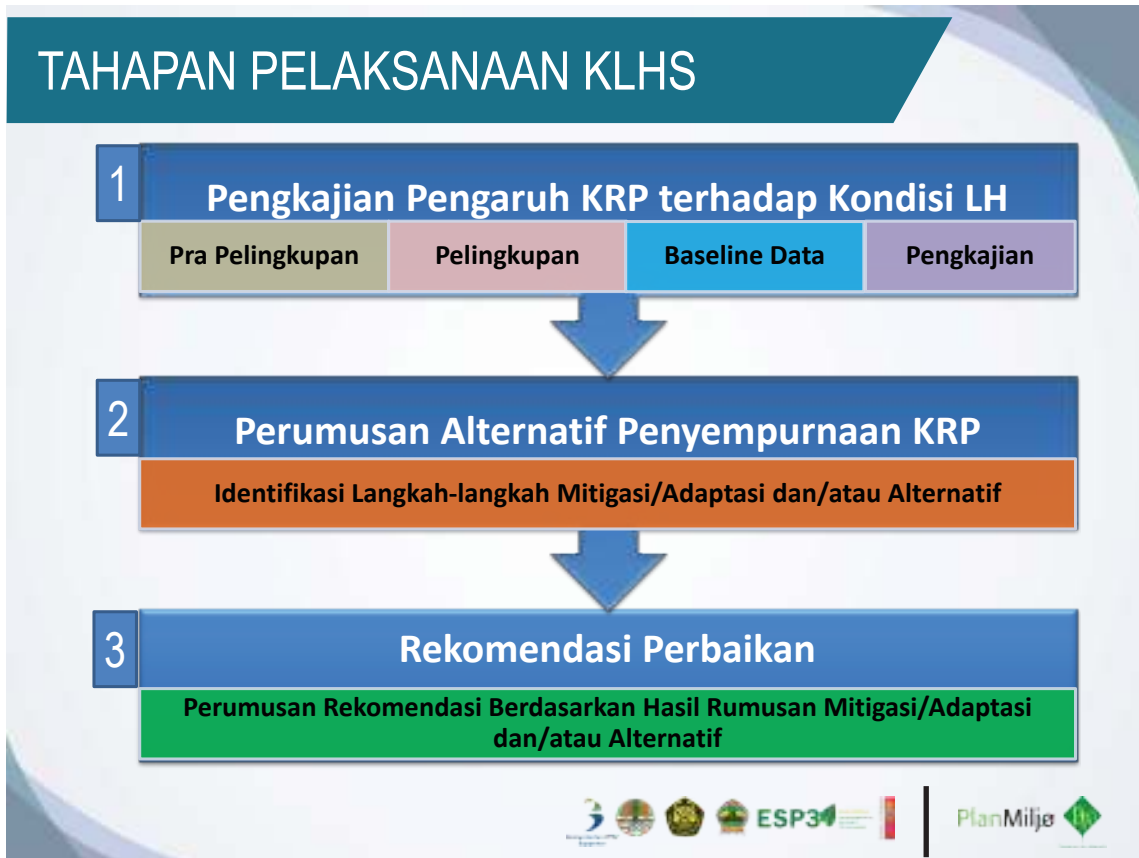 TAHAPAN PELAKSANAAN KLHS
1
Pengkajian Pengaruh KRP terhadap Kondisi LH
Pra Pelingkupan
Pelingkupan
Baseline Data
Pengkajian
2
Perumusan Alternatif Penyempurnaan KRP
Identifikasi Langkah-langkah Mitigasi/Adaptasi dan/atau Alternatif
3
Rekomendasi Perbaikan
Perumusan Rekomendasi Berdasarkan Hasil Rumusan Mitigasi/Adaptasi
dan/atau Alternatif
ESP3
PlanMiljø